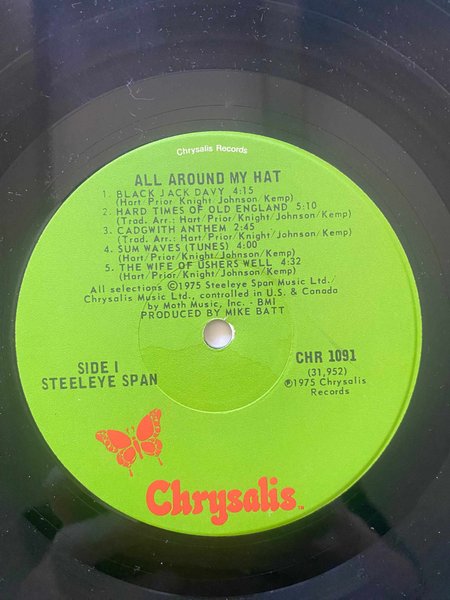 Chrysalis Records
ALL AROUND MY HAT
1. BLACK JACK DAVY 4:15
(Hart/Prior/Knight/Johnson/Kemp)
2. HARD TIMES OF OLD ENGLAND 5:10
(Trad. Arr.: Hart/Prior/Knight/Johnson/Kemp)
3. CADGWITH ANTHEM 2:45
(Trad. Arr.: Hart/Prior/Knight/Johnson/Kemp)
4. SUM WAVES (TUNES) 4:00
(Hart/Prior/Knight/Johnson/Kemp)
5. THE WIFE OF USHERS WELL 4:32
(Hart/Prior/Knight/Johnson/Kemp)
All selections ©1975 Steeleye Span Music Ltd./
Chrysalis Music Ltd., controlled in U.S. & Canada
by Moth Music, Inc. - BMI
PRODUCED BY MIKE BATT
SIDE I
STEELEYE SPAN
CHR 1091
(31,952)
℗1975 Chrysalis
Records
Chrysalis™